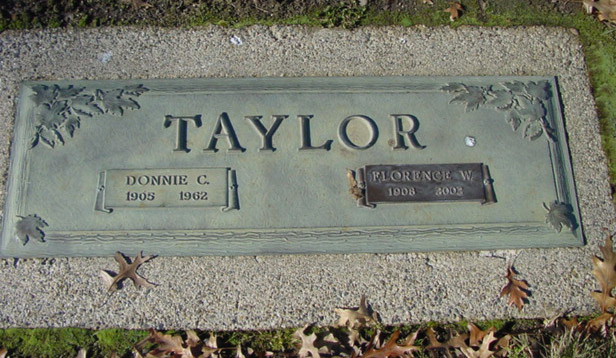 TAYLOR
DONNIE C.
1905 1962
FLORENCE W.
1908 2002